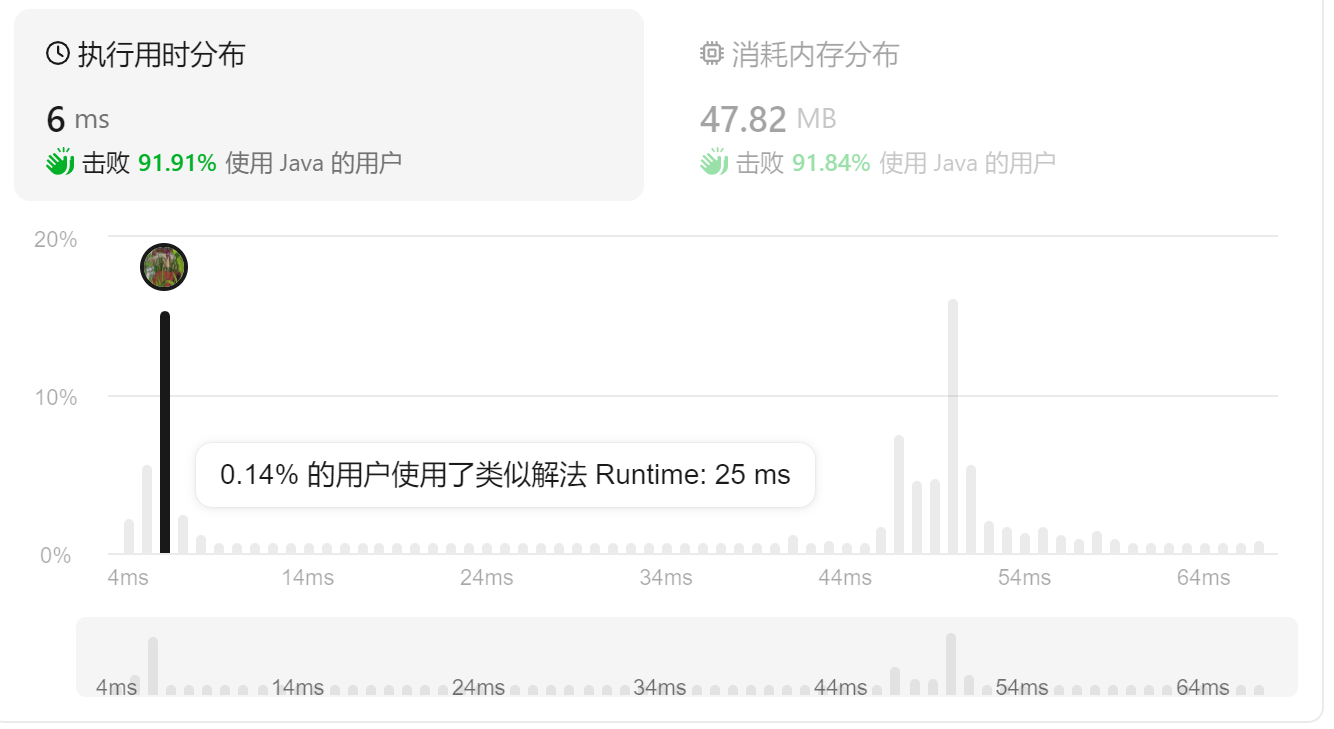 执行用时分布
6 ms
击败 91.91% 使用 Java 的用户
消耗内存分布
47.82 MB
击败 91.84% 使用 Java 的用户
20%
10%
0%
0.14% 的用户使用了类似解法 Runtime: 25 ms
4ms 14ms 24ms 34ms 44ms 54ms 64ms
4ms 14ms 24ms 34ms 44ms 54ms 64ms